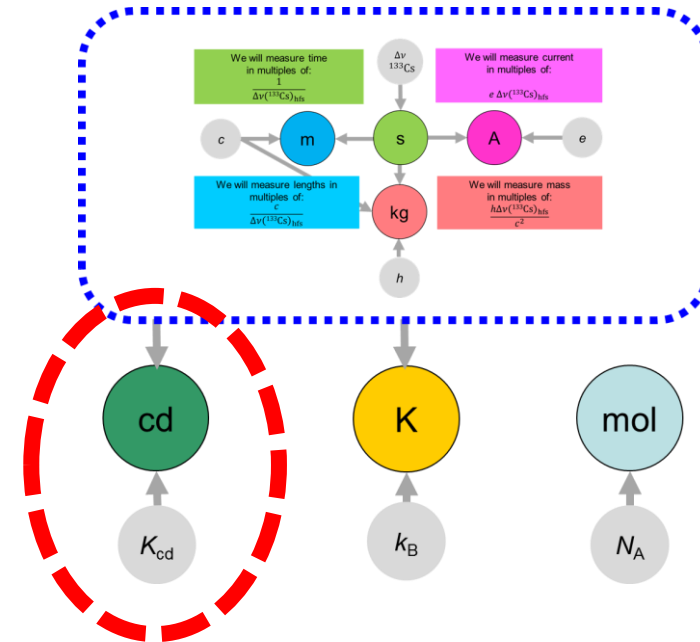 Δν
¹³³Cs
We will measure time
in multiples of:
1
Δν(¹³³Cs)hfs
We will measure current
in multiples of:
e Δν(¹³³Cs)hfs
c
m
s
A
e
We will measure lengths in
multiples of:
c
Δν(¹³³Cs)hfs
kg
We will measure mass
in multiples of:
hΔν(¹³³Cs)hfs
c²
h
cd
K
mol
Kcd
kB
NA